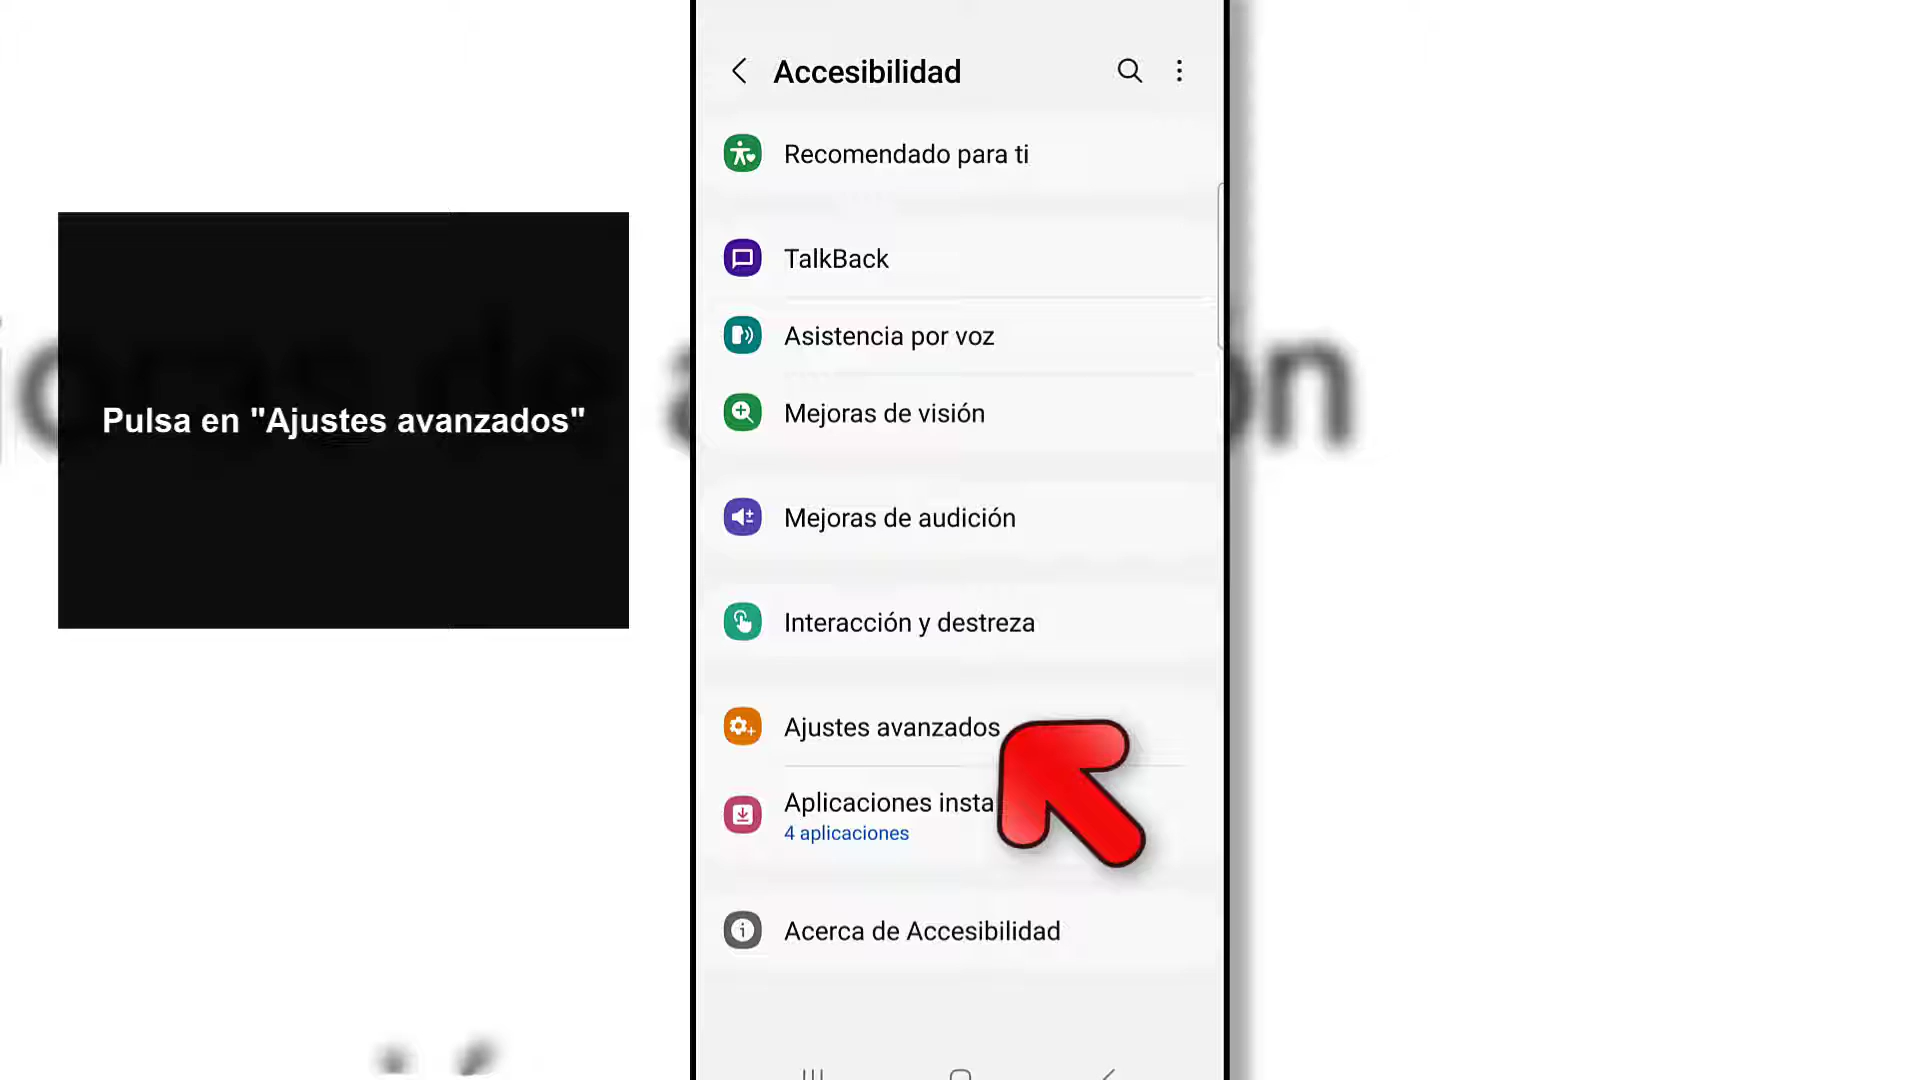 Accesibilidad
Recomendado para ti
TalkBack
Asistencia por voz
Mejoras de visión
Mejoras de audición
Interacción y destreza
Ajustes avanzados
Aplicaciones insta
4 aplicaciones
Acerca de Accesibilidad
Pulsa en "Ajustes avanzados"